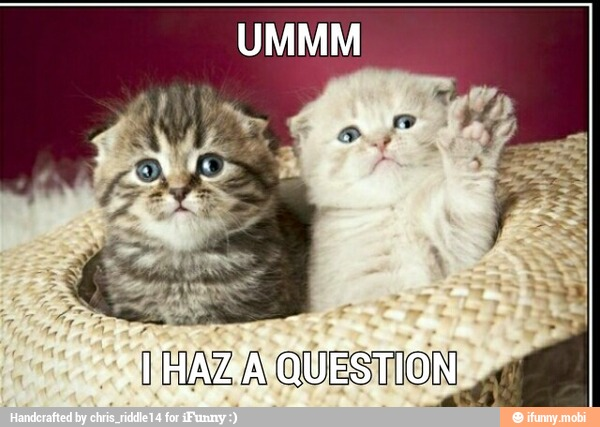 UMMM
I HAZ A QUESTION
Handcrafted by chris_riddle14 for iFunny :)
ifunny.mobi